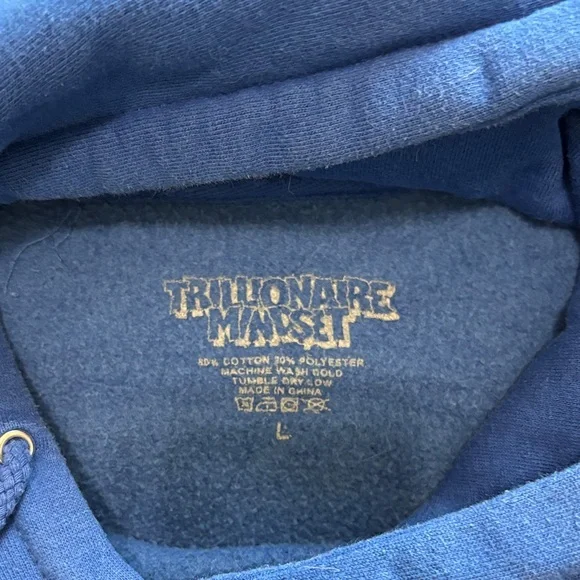 TRILLIONAIRE
MINDSET
80% COTTON 20% POLYESTER
MACHINE WASH COLD
TUMBLE DRY LOW
MADE IN CHINA
L